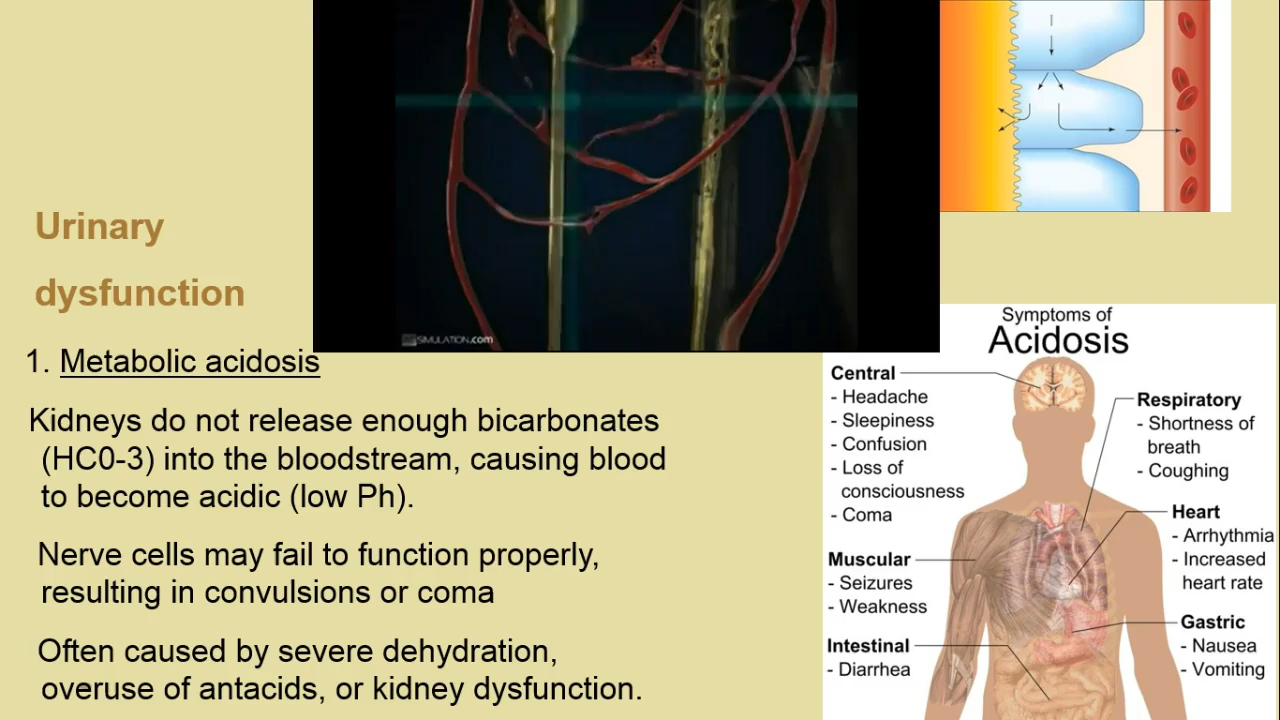 Urinary
dysfunction
1. Metabolic acidosis
Kidneys do not release enough bicarbonates
(HC0-3) into the bloodstream, causing blood
to become acidic (low Ph).
Nerve cells may fail to function properly,
resulting in convulsions or coma
Often caused by severe dehydration,
overuse of antacids, or kidney dysfunction.
SIMULATION.com
Symptoms of
Acidosis
Central
- Headache
- Sleepiness
- Confusion
- Loss of
consciousness
- Coma
Muscular
- Seizures
- Weakness
Intestinal
- Diarrhea
Respiratory
- Shortness of
breath
- Coughing
Heart
- Arrhythmia
- Increased
heart rate
Gastric
- Nausea
- Vomiting